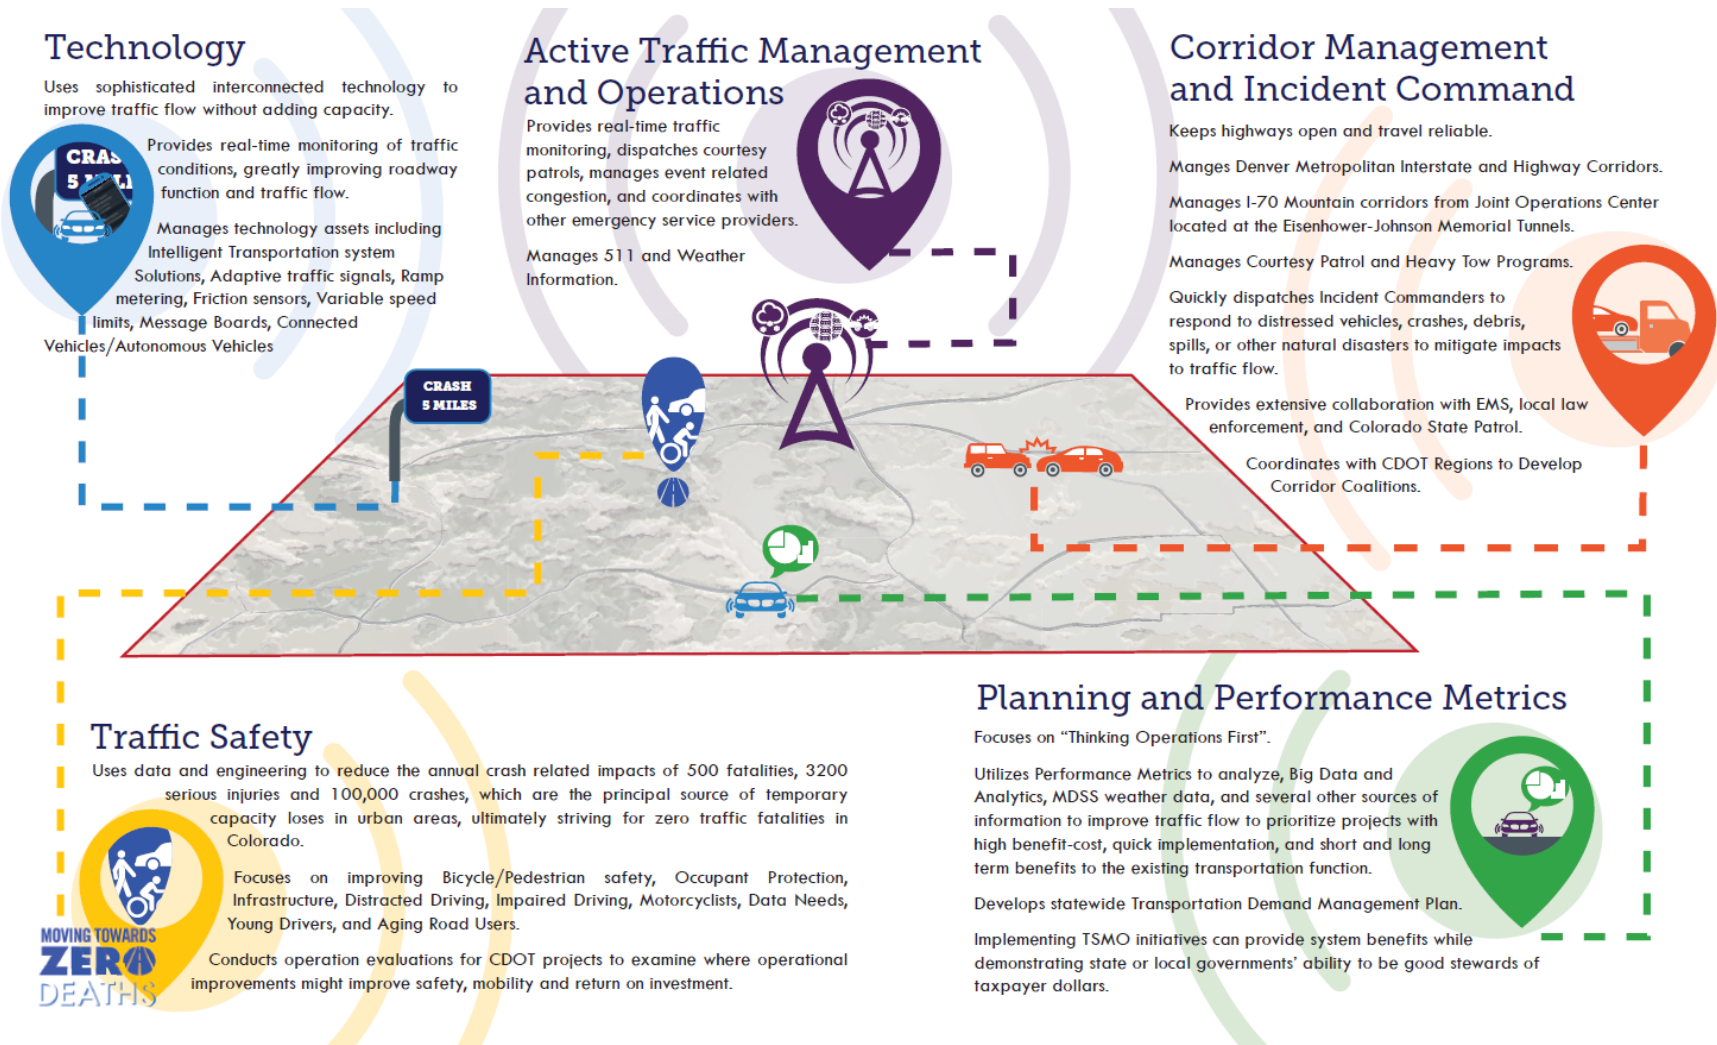 Technology
Uses sophisticated interconnected technology to
improve traffic flow without adding capacity.
Provides real-time monitoring of traffic
conditions, greatly improving roadway
function and traffic flow.
Manages technology assets including
Intelligent Transportation system
Solutions, Adaptive traffic signals, Ramp
metering, Friction sensors, Variable speed
limits, Message Boards, Connected
Vehicles/Autonomous Vehicles
CRAS
5 MILE
Active Traffic Management
and Operations
Provides real-time traffic
monitoring, dispatches courtesy
patrols, manages event related
congestion, and coordinates with
other emergency service providers.
Manages 511 and Weather
Information.
Corridor Management
and Incident Command
Keeps highways open and travel reliable.
Manges Denver Metropolitan Interstate and Highway Corridors.
Manages I-70 Mountain corridors from Joint Operations Center
located at the Eisenhower-Johnson Memorial Tunnels.
Manages Courtesy Patrol and Heavy Tow Programs.
Quickly dispatches Incident Commanders to
respond to distressed vehicles, crashes, debris,
spills, or other natural disasters to mitigate impacts
to traffic flow.
Provides extensive collaboration with EMS, local law
enforcement, and Colorado State Patrol.
Coordinates with CDOT Regions to Develop
Corridor Coalitions.
CRASH
5 MILES
Traffic Safety
Uses data and engineering to reduce the annual crash related impacts of 500 fatalities, 3200
serious injuries and 100,000 crashes, which are the principal source of temporary
capacity loses in urban areas, ultimately striving for zero traffic fatalities in
Colorado.
Focuses on improving Bicycle/Pedestrian safety, Occupant Protection,
Infrastructure, Distracted Driving, Impaired Driving, Motorcyclists, Data Needs,
Young Drivers, and Aging Road Users.
Conducts operation evaluations for CDOT projects to examine where operational
improvements might improve safety, mobility and return on investment.
MOVING TOWARDS
ZERO
DEATHS
Planning and Performance Metrics
Focuses on “Thinking Operations First”.
Utilizes Performance Metrics to analyze, Big Data and
Analytics, MDSS weather data, and several other sources of
information to improve traffic flow to prioritize projects with
high benefit-cost, quick implementation, and short and long
term benefits to the existing transportation function.
Develops statewide Transportation Demand Management Plan.
Implementing TSMO initiatives can provide system benefits while
demonstrating state or local governments’ ability to be good stewards of
taxpayer dollars.